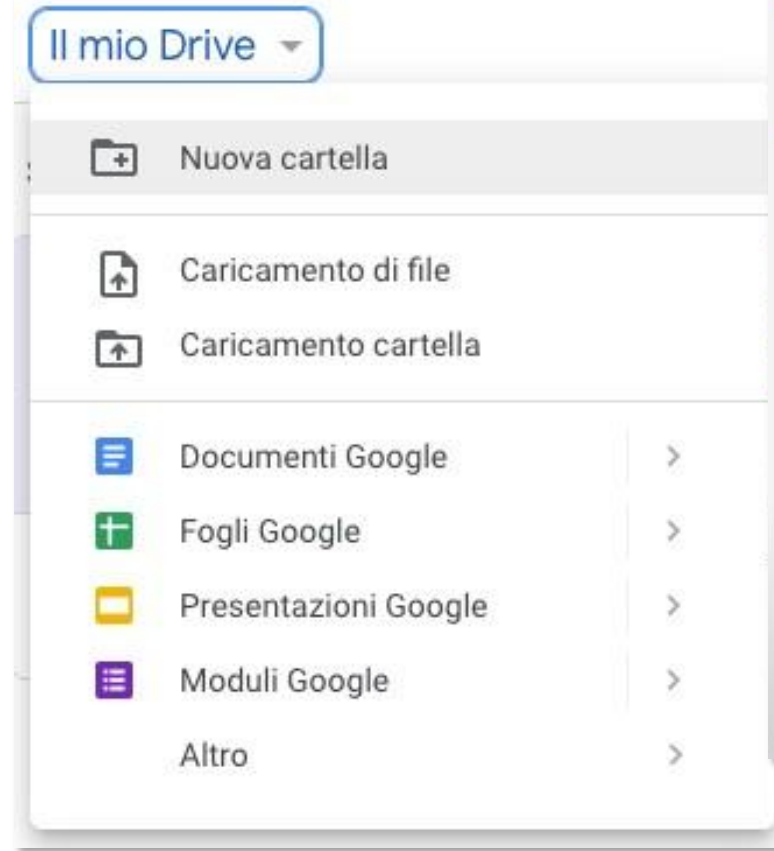 Il mio Drive
Nuova cartella
Caricamento di file
Caricamento cartella
Documenti Google
Fogli Google
Presentazioni Google
Moduli Google
Altro